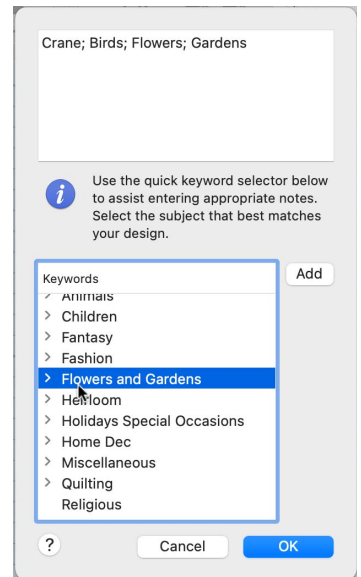 Crane; Birds; Flowers; Gardens
Use the quick keyword selector below
to assist entering appropriate notes.
Select the subject that best matches
your design.
Keywords
Add
Animals
Children
Fantasy
Fashion
Flowers and Gardens
Heirloom
Holidays Special Occasions
Home Dec
Miscellaneous
Quilting
Religious
?
Cancel
OK